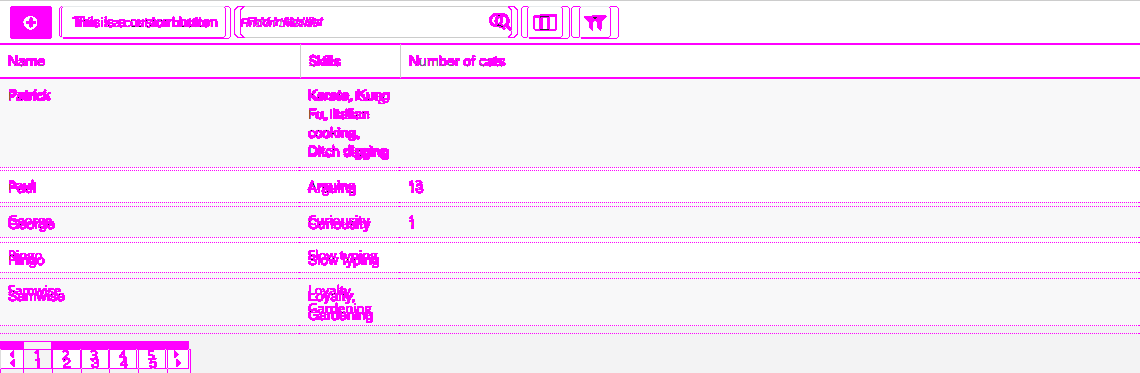 This is a custom button
Name Skills Number of cats
Patrick Karate, Kung
Fu, Italian
cooking,
Ditch digging
Paul Arguing 13
George Curiousity 1
Ringo Slow typing
Samwise Loyalty,
Gardening
1 2 3 4 5